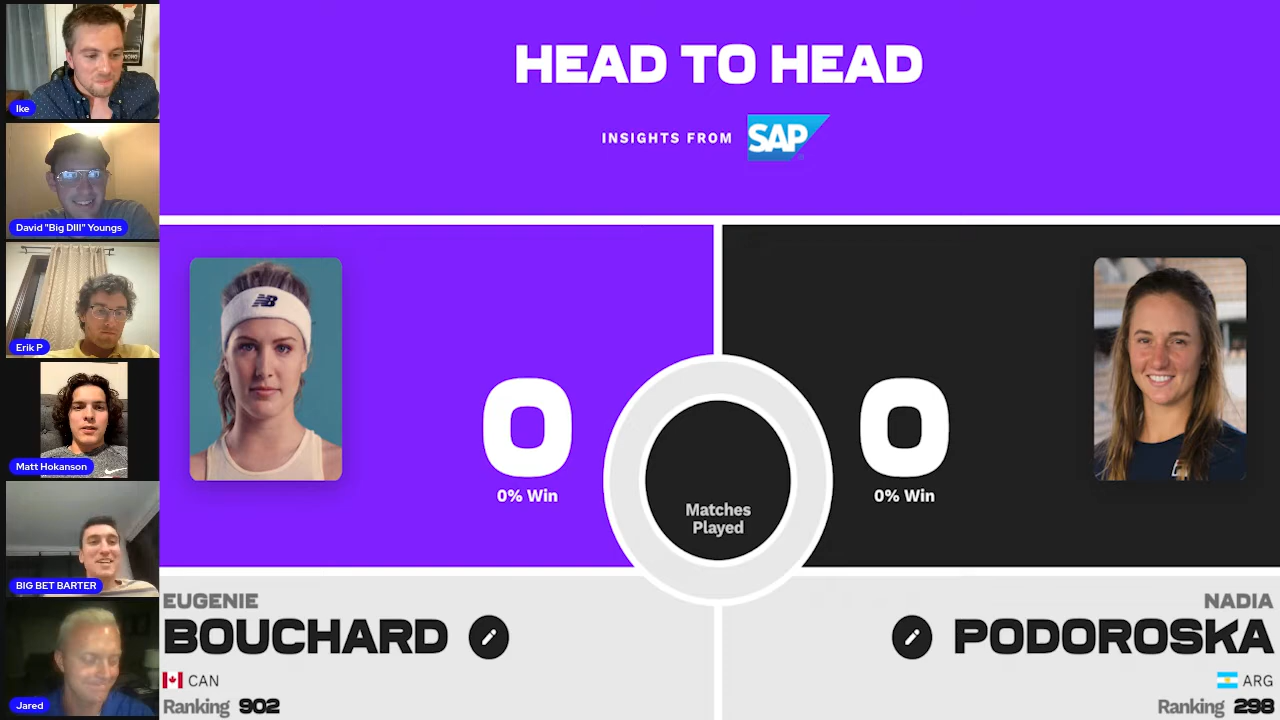 Ike
David "Big DIll" Youngs
Erik P
Matt Hokanson
BIG BET BARTER
Jared
HEAD TO HEAD
INSIGHTS FROM SAP
NB
0
0% Win
0
0% Win
Matches
Played
EUGENIE
BOUCHARD
CAN
Ranking 902
NADIA
PODOROSKA
ARG
Ranking 298